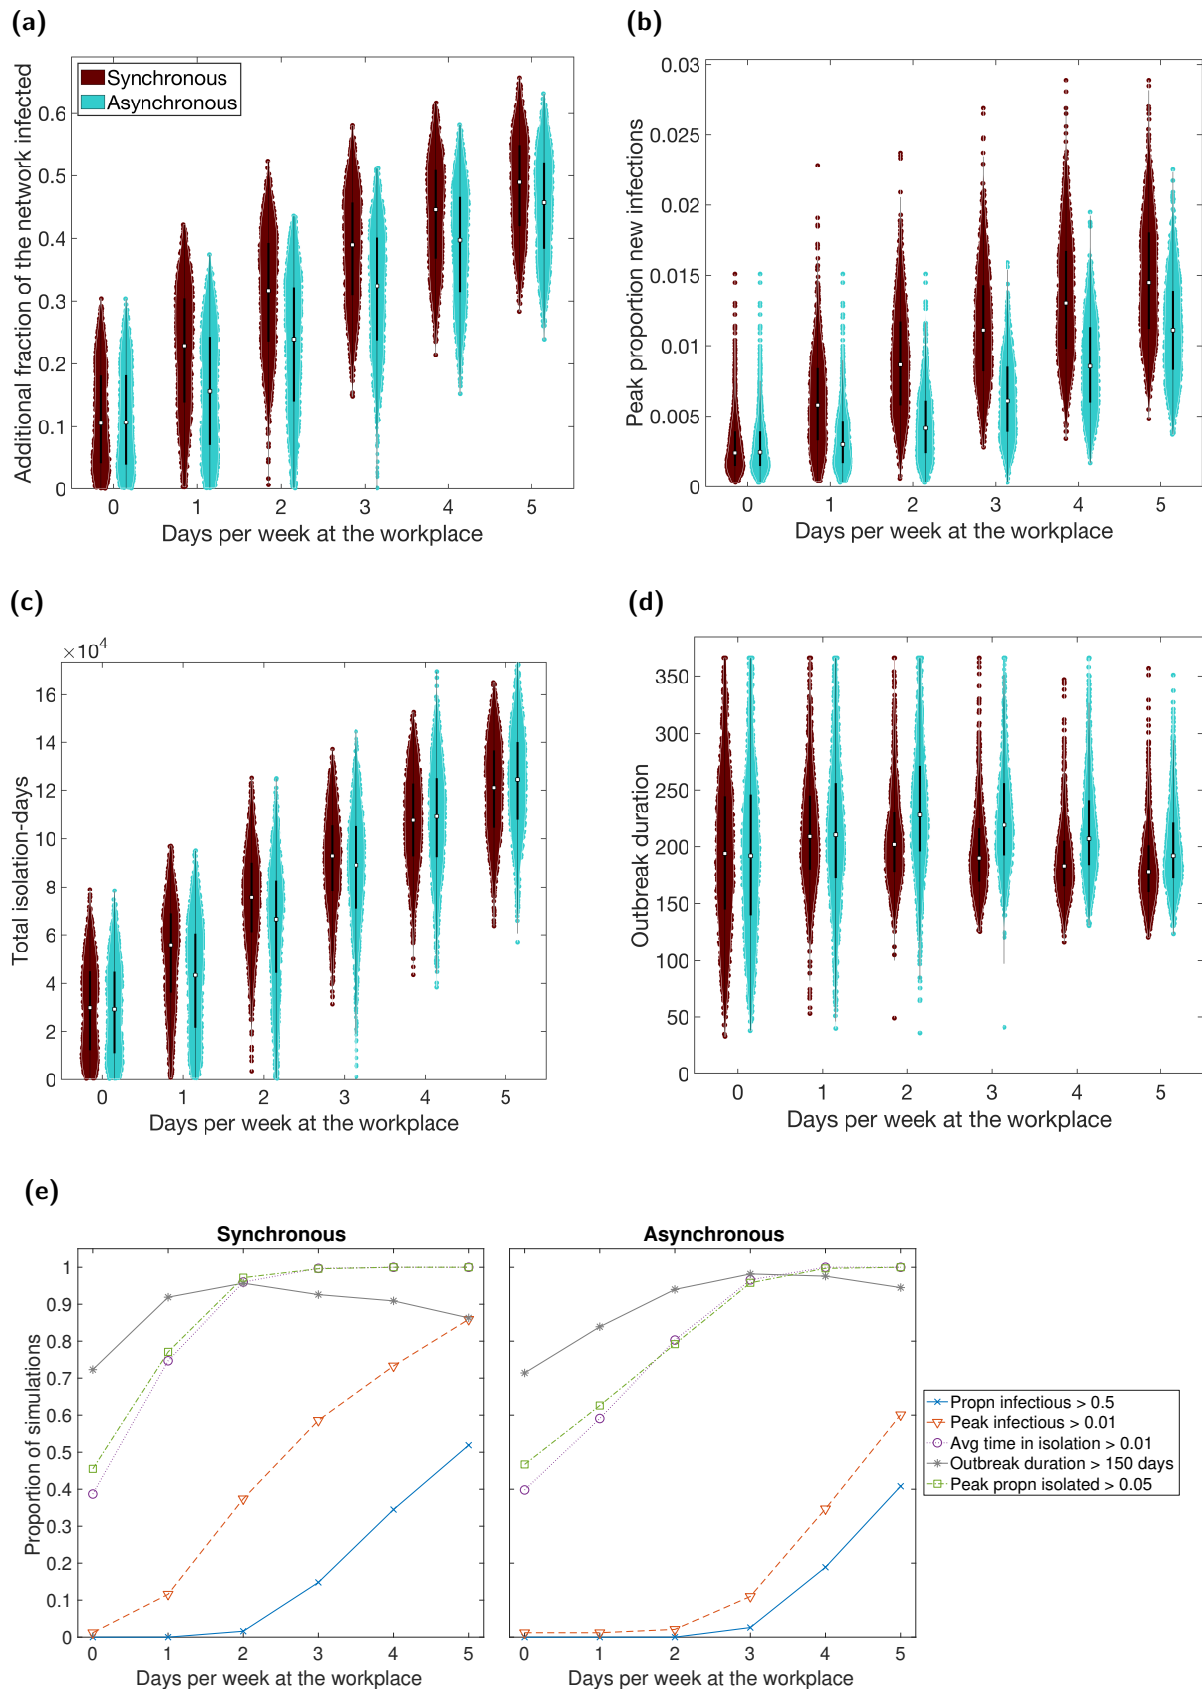 (a)
Additional fraction of the network infected
Synchronous
Asynchronous
0.6
0.5
0.4
0.3
0.2
0.1
0
0 1 2 3 4 5
Days per week at the workplace
(b)
Peak proportion new infections
0.03
0.025
0.02
0.015
0.01
0.005
0
0 1 2 3 4 5
Days per week at the workplace
(c)
×10⁴
Total isolation-days
16
14
12
10
8
6
4
2
0
0 1 2 3 4 5
Days per week at the workplace
(d)
Outbreak duration
350
300
250
200
150
100
50
0
0 1 2 3 4 5
Days per week at the workplace
(e)
Synchronous
Proportion of simulations
1
0.9
0.8
0.7
0.6
0.5
0.4
0.3
0.2
0.1
0
0 1 2 3 4 5
Days per week at the workplace
Asynchronous
0 1 2 3 4 5
Days per week at the workplace
Propn infectious > 0.5
Peak infectious > 0.01
Avg time in isolation > 0.01
Outbreak duration > 150 days
Peak propn isolated > 0.05